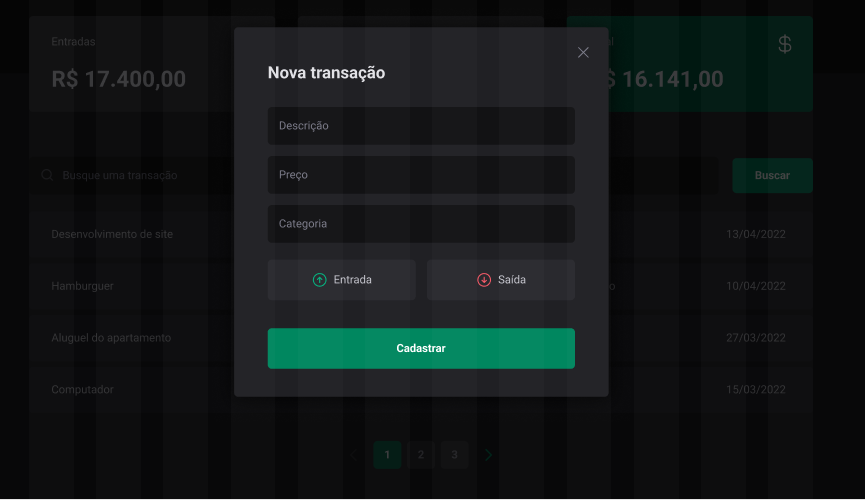 Entradas
R$ 17.400,00
$ 16.141,00
Nova transação
Descrição
Preço
Categoria
Entrada
Saída
Cadastrar
Busque uma transação
Buscar
Desenvolvimento de site
13/04/2022
Hamburguer
10/04/2022
Aluguel do apartamento
27/03/2022
Computador
15/03/2022
1 2 3